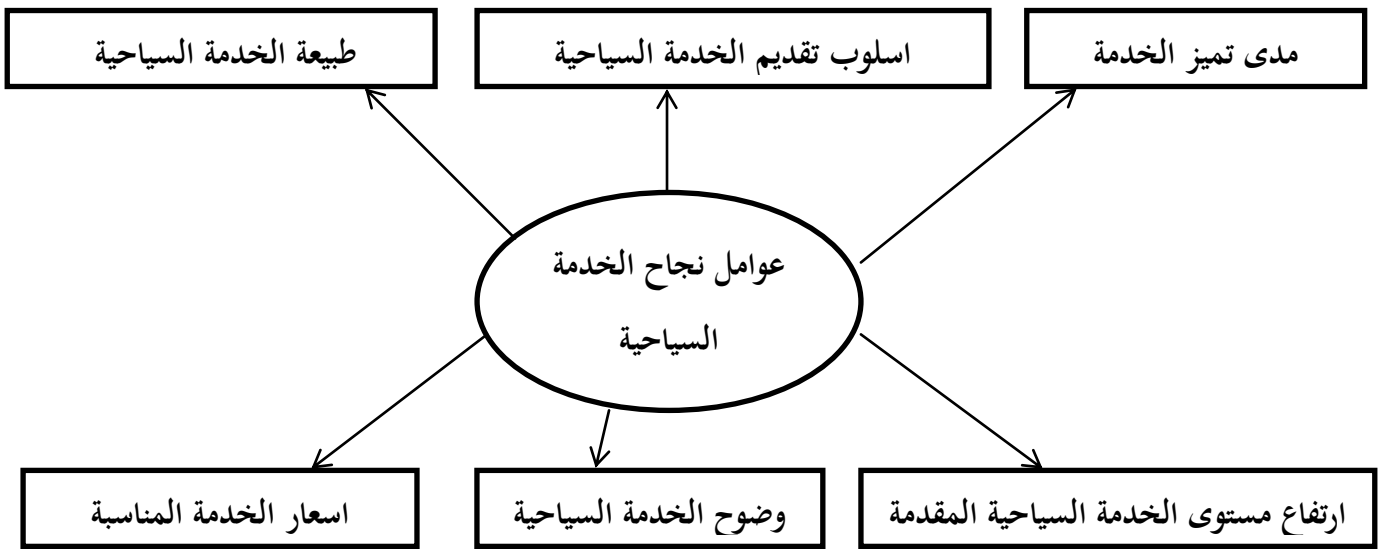 مدى تميز الخدمة
اسلوب تقديم الخدمة السياحية
طبيعة الخدمة السياحية
عوامل نجاح الخدمة
السياحية
ارتفاع مستوى الخدمة السياحية المقدمة
وضوح الخدمة السياحية
اسعار الخدمة المناسبة